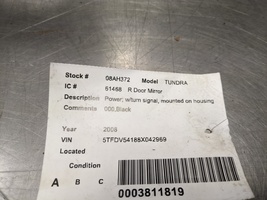 Stock # 08AH372 Model TUNDRA
IC # 51468 R Door Mirror
Description Power; w/turn signal, mounted on housing
Comments 000,Black
Year 2008
VIN 5TFDV54188X042969
Located
Condition
A B C 0003811819